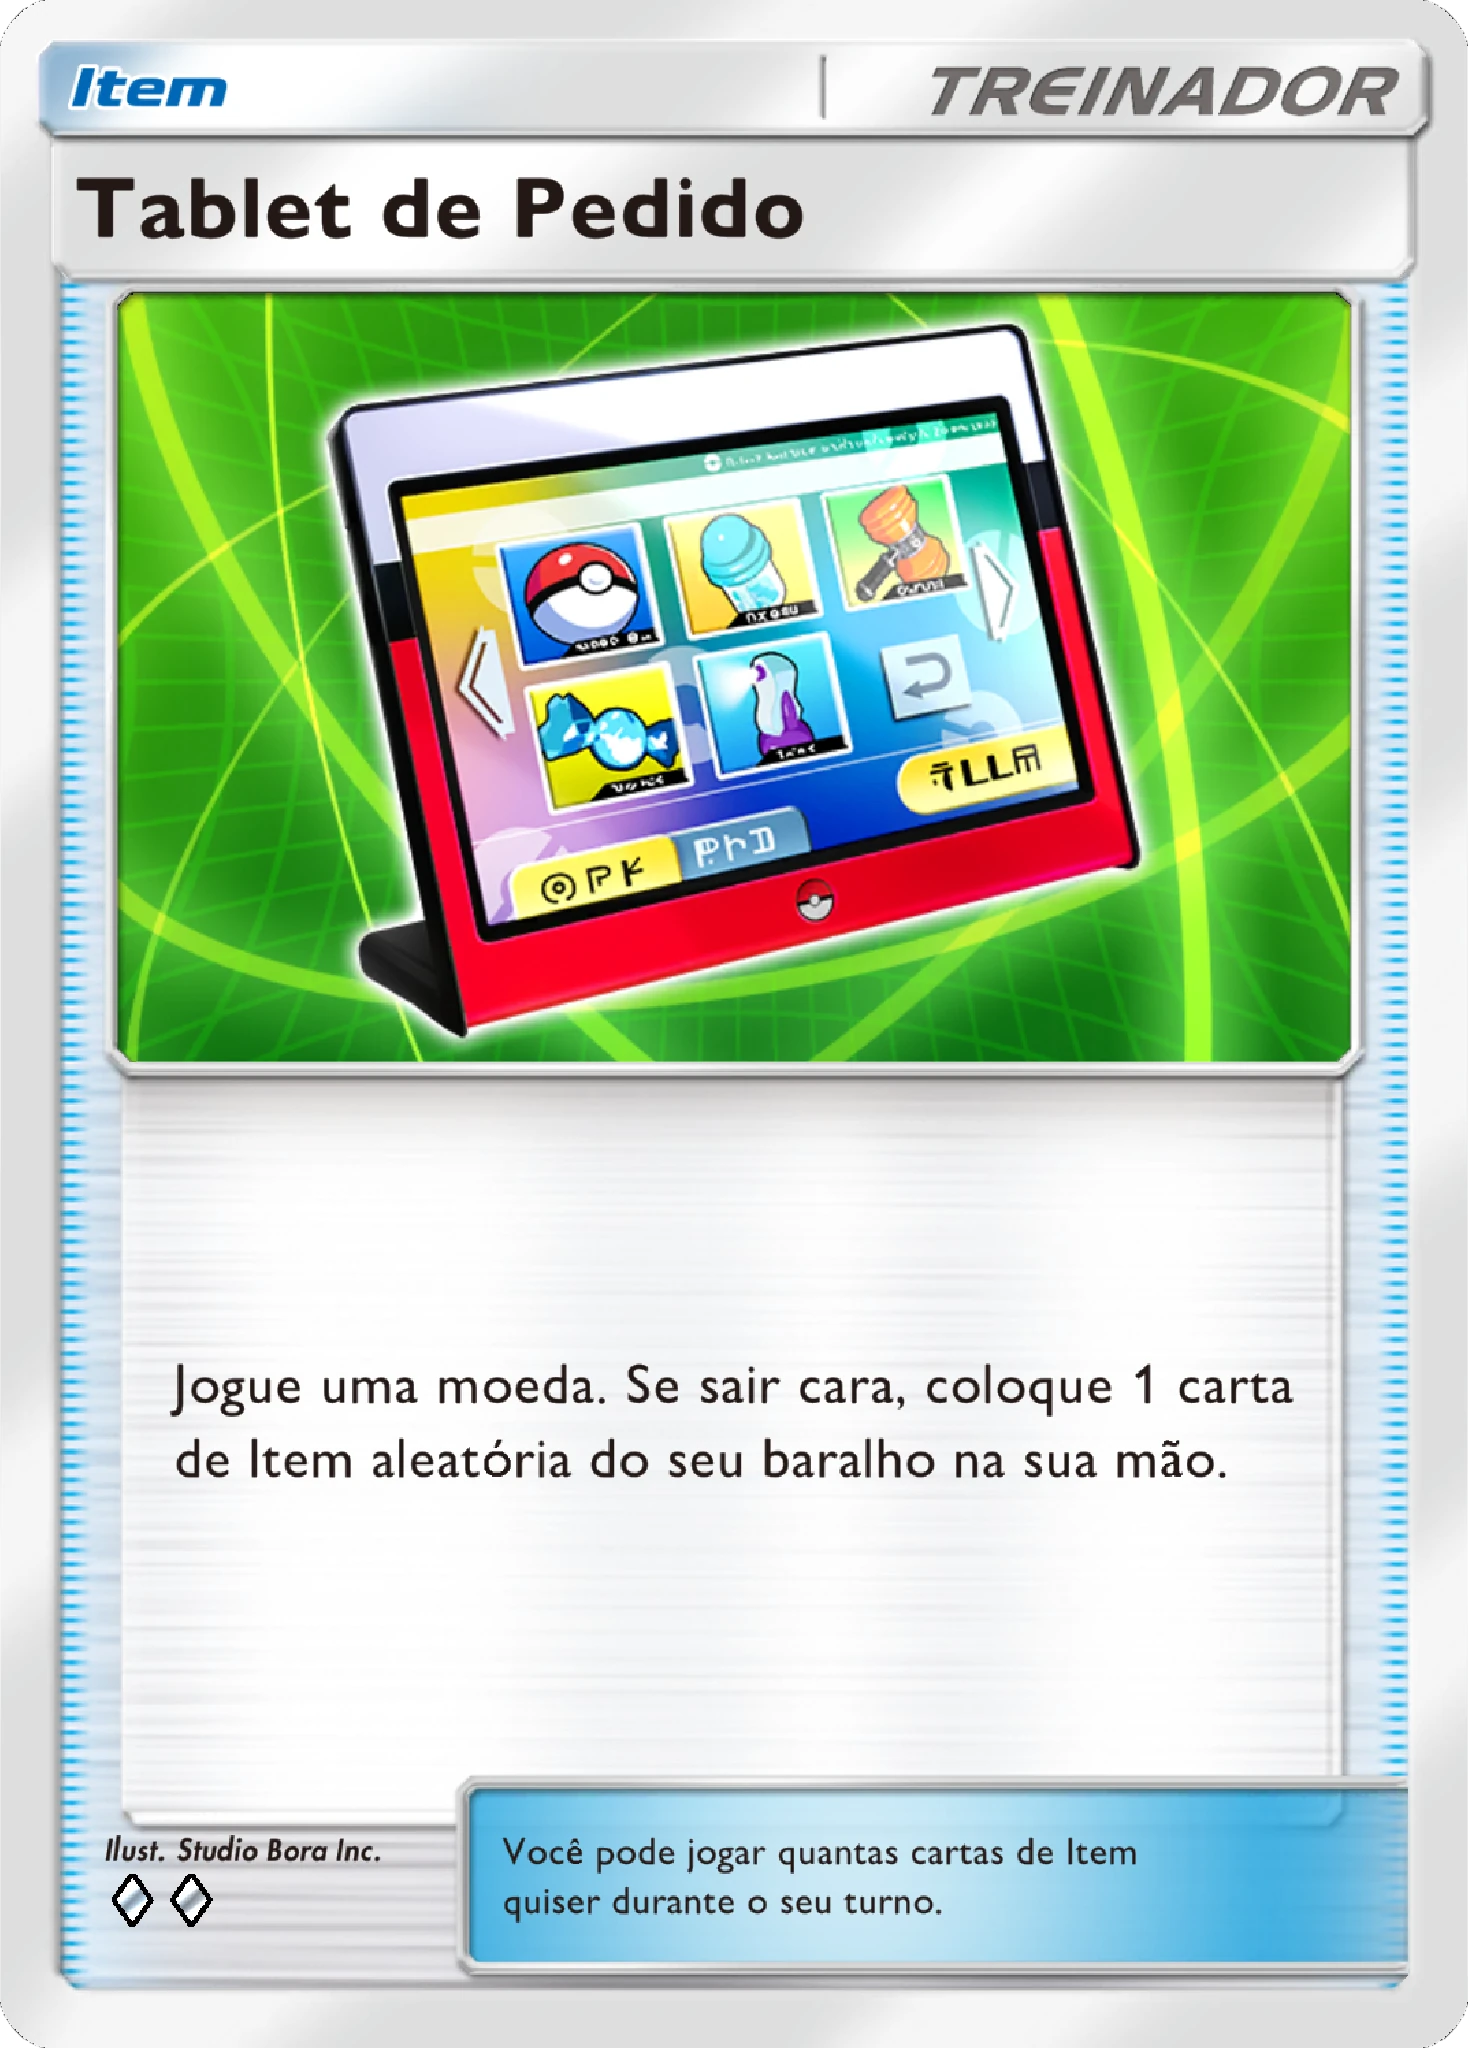 Item
TREINADOR
Tablet de Pedido
Jogue uma moeda. Se sair cara, coloque 1 carta
de Item aleatória do seu baralho na sua mão.
Ilust. Studio Bora Inc.
Você pode jogar quantas cartas de Item
quiser durante o seu turno.